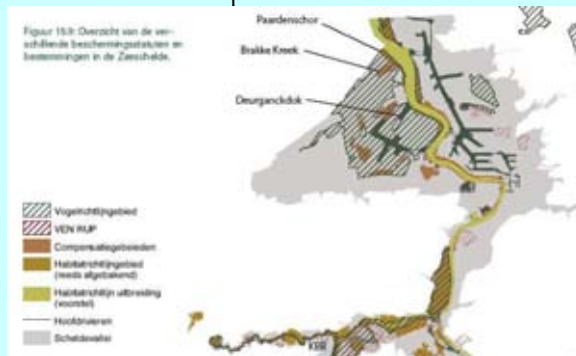 Figuur 15.9: Overzicht van de ver-
schillende beschermingsstatuten en
bestemmingen in de Zeeschelde.
Paardenschor
Brakke Kreek
Deurganckdok
Vogelrichtlijngebied
VEN RUP
Compensatiegebieden
Habitatrichtlijngebied
(reeds afgebakend)
Habitatrichtlijn uitbreiding
(voorstel)
Hoofdrivieren
Scheldevallei
KBR